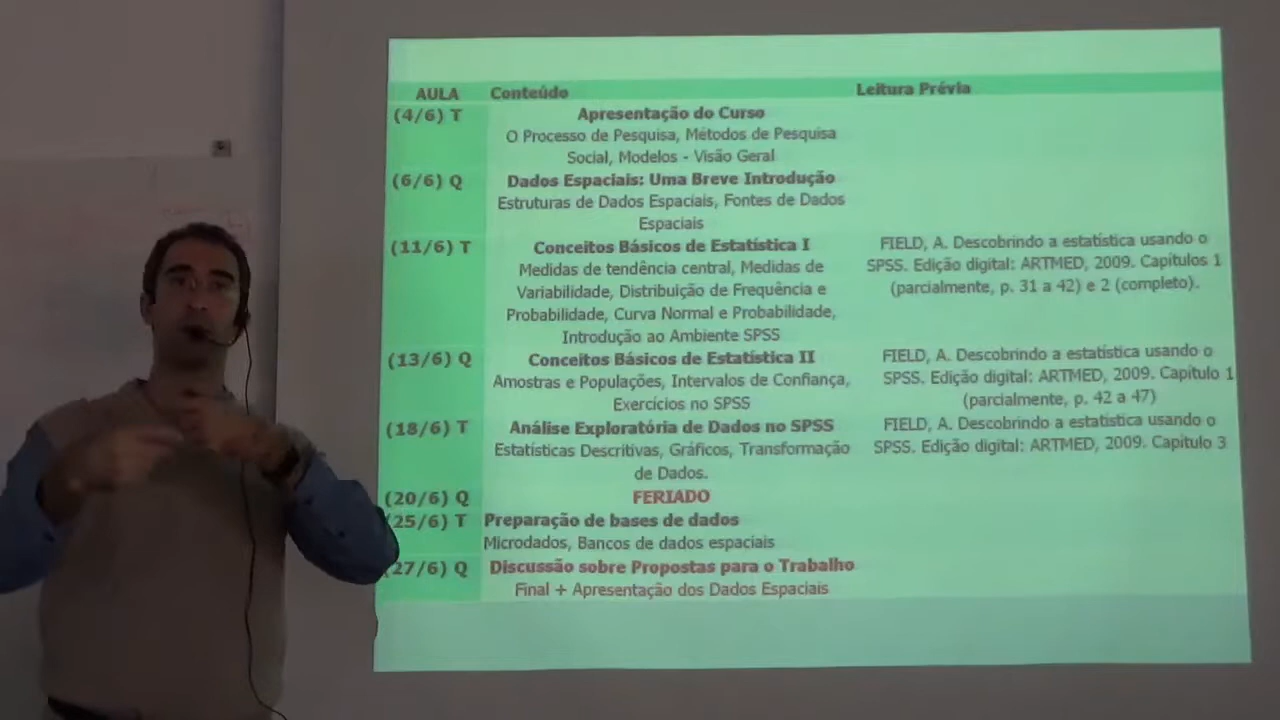 AULA Conteúdo Leitura Prévia
(4/6) T Apresentação do Curso
O Processo de Pesquisa, Métodos de Pesquisa
Social, Modelos - Visão Geral
(6/6) Q Dados Espaciais: Uma Breve Introdução
Estruturas de Dados Espaciais, Fontes de Dados
Espaciais
(11/6) T Conceitos Básicos de Estatística I FIELD, A. Descobrindo a estatística usando o
Medidas de tendência central, Medidas de SPSS. Edição digital: ARTMED, 2009. Capítulos 1
Variabilidade, Distribuição de Frequência e (parcialmente, p. 31 a 42) e 2 (completo).
Probabilidade, Curva Normal e Probabilidade,
Introdução ao Ambiente SPSS
(13/6) Q Conceitos Básicos de Estatística II FIELD, A. Descobrindo a estatística usando o
Amostras e Populações, Intervalos de Confiança, SPSS. Edição digital: ARTMED, 2009. Capítulo 1
Exercícios no SPSS (parcialmente, p. 42 a 47)
(18/6) T Análise Exploratória de Dados no SPSS FIELD, A. Descobrindo a estatística usando o
Estatísticas Descritivas, Gráficos, Transformação SPSS. Edição digital: ARTMED, 2009. Capítulo 3
de Dados.
(20/6) Q FERIADO
(25/6) T Preparação de bases de dados
Microdados, Bancos de dados espaciais
(27/6) Q Discussão sobre Propostas para o Trabalho
Final + Apresentação dos Dados Espaciais